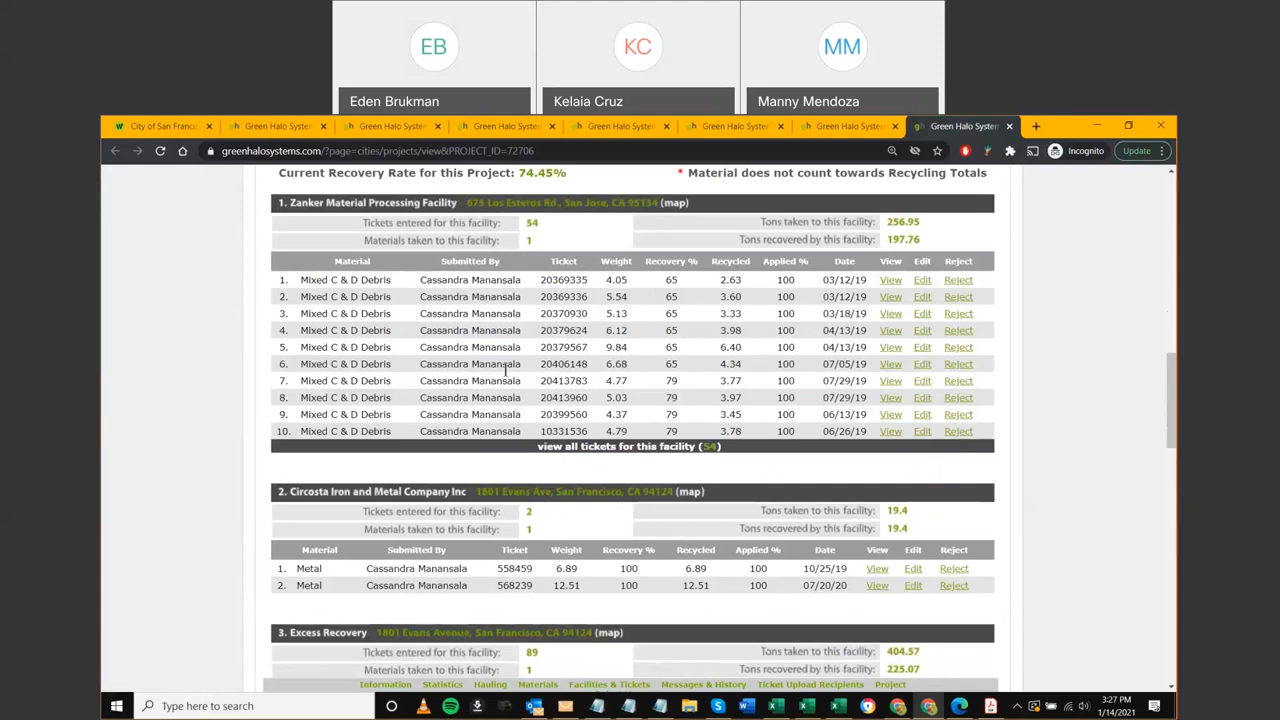 EB
KC
MM
Eden Brukman
Kelaia Cruz
Manny Mendoza
City of San Franci
Green Halo System
Green Halo System
Green Halo System
Green Halo System
Green Halo System
Green Halo System
Green Halo System
greenhalosystems.com/?page=cities/projects/view&PROJECT_ID=72706
Incognito
Update
Current Recovery Rate for this Project: 74.45%
* Material does not count towards Recycling Totals
1. Zanker Material Processing Facility 675 Los Esteros Rd., San Jose, CA 95134 (map)
Tickets entered for this facility: 54 Tons taken to this facility: 256.95
Materials taken to this facility: 1 Tons recovered by this facility: 197.76
Material Submitted By Ticket Weight Recovery % Recycled Applied % Date View Edit Reject
1. Mixed C & D Debris Cassandra Manansala 20369335 4.05 65 2.63 100 03/12/19 View Edit Reject
2. Mixed C & D Debris Cassandra Manansala 20369336 5.54 65 3.60 100 03/12/19 View Edit Reject
3. Mixed C & D Debris Cassandra Manansala 20370930 5.13 65 3.33 100 03/18/19 View Edit Reject
4. Mixed C & D Debris Cassandra Manansala 20379624 6.12 65 3.98 100 04/13/19 View Edit Reject
5. Mixed C & D Debris Cassandra Manansala 20379567 9.84 65 6.40 100 04/13/19 View Edit Reject
6. Mixed C & D Debris Cassandra Manansala 20406148 6.68 65 4.34 100 07/05/19 View Edit Reject
7. Mixed C & D Debris Cassandra Manansala 20413783 4.77 79 3.77 100 07/29/19 View Edit Reject
8. Mixed C & D Debris Cassandra Manansala 20413960 5.03 79 3.97 100 07/29/19 View Edit Reject
9. Mixed C & D Debris Cassandra Manansala 20399560 4.37 79 3.45 100 06/13/19 View Edit Reject
10. Mixed C & D Debris Cassandra Manansala 10331536 4.79 79 3.78 100 06/26/19 View Edit Reject
view all tickets for this facility (54)
2. Circosta Iron and Metal Company Inc 1801 Evans Ave, San Francisco, CA 94124 (map)
Tickets entered for this facility: 2 Tons taken to this facility: 19.4
Materials taken to this facility: 1 Tons recovered by this facility: 19.4
Material Submitted By Ticket Weight Recovery % Recycled Applied % Date View Edit Reject
1. Metal Cassandra Manansala 558459 6.89 100 6.89 100 10/25/19 View Edit Reject
2. Metal Cassandra Manansala 568239 12.51 100 12.51 100 07/20/20 View Edit Reject
3. Excess Recovery 1801 Evans Avenue, San Francisco, CA 94124 (map)
Tickets entered for this facility: 89 Tons taken to this facility: 404.57
Materials taken to this facility: 1 Tons recovered by this facility: 225.07
Information Statistics Hauling Materials Facilities & Tickets Messages & History Ticket Upload Recipients Project
Type here to search
3:27 PM
1/14/2021